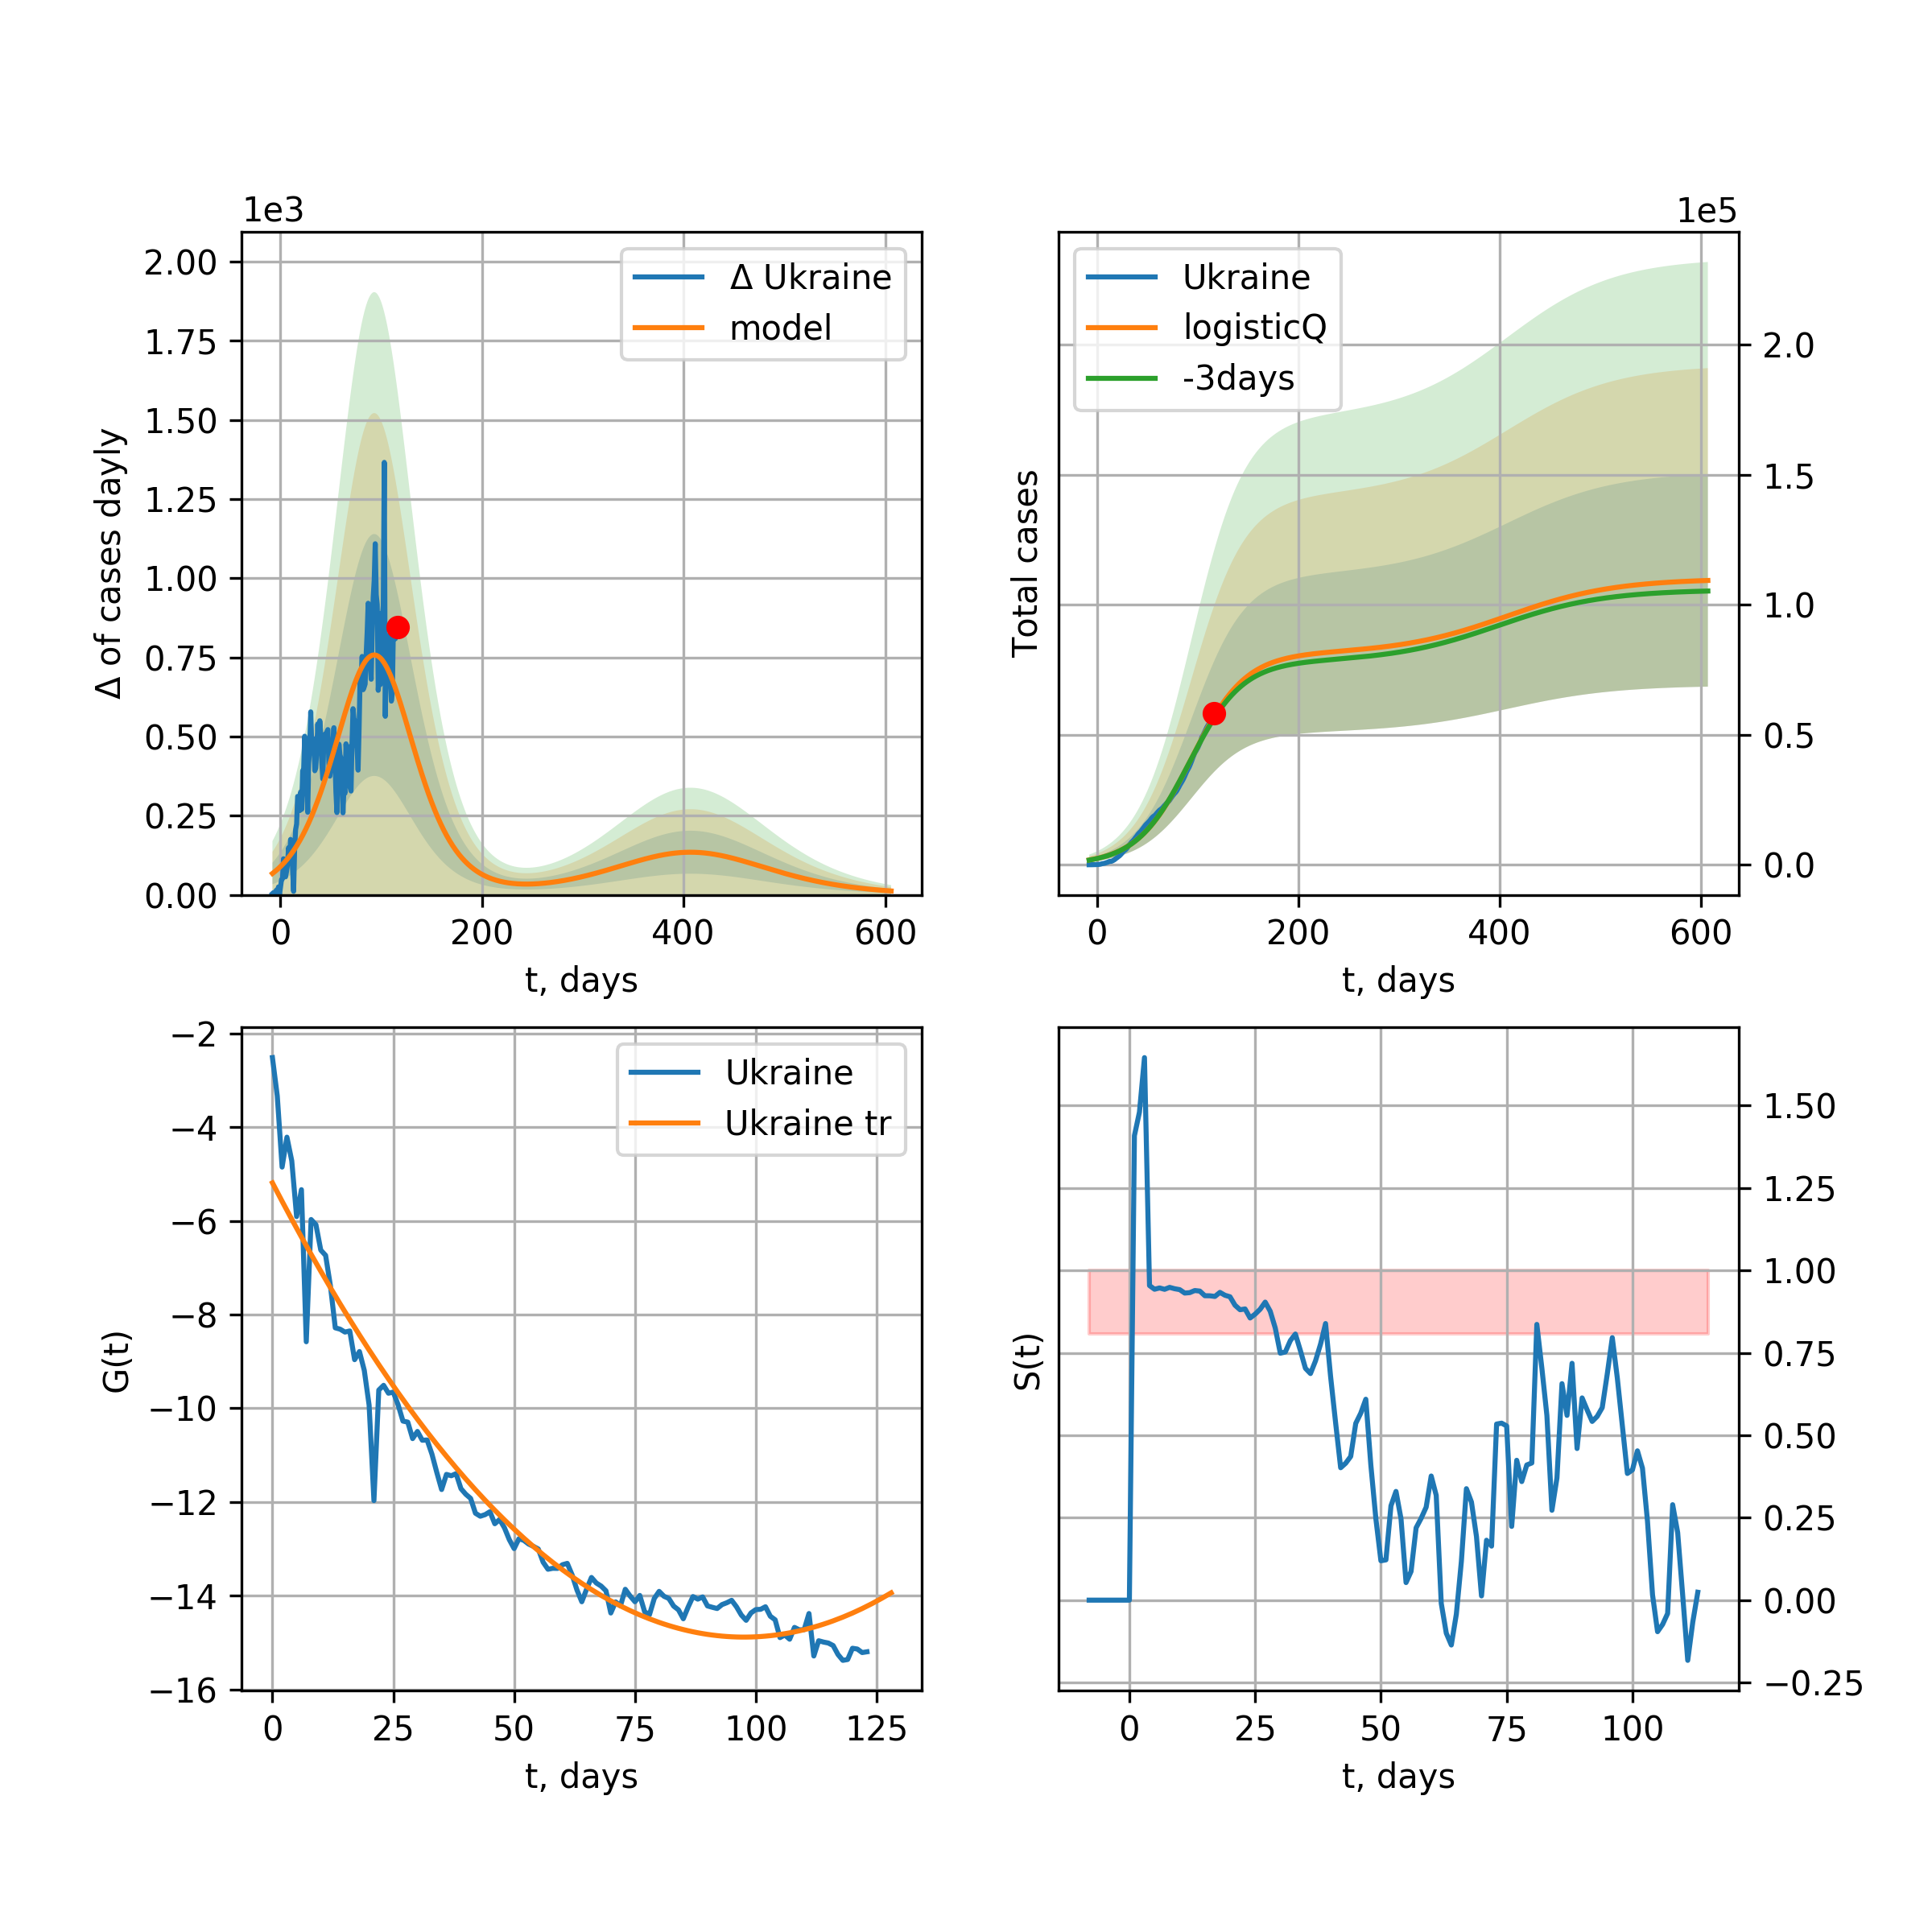 1e3
2.00
1.75
1.50
1.25
1.00
0.75
0.50
0.25
0.00
Δ of cases dayly
Δ Ukraine
model
0 200 400 600
t, days
1e5
Ukraine
logisticQ
-3days
Total cases
2.0
1.5
1.0
0.5
0.0
0 200 400 600
t, days
−2
−4
−6
−8
−10
−12
−14
−16
G(t)
Ukraine
Ukraine tr
0 25 50 75 100 125
t, days
S(t)
1.50
1.25
1.00
0.75
0.50
0.25
0.00
−0.25
0 25 50 75 100
t, days